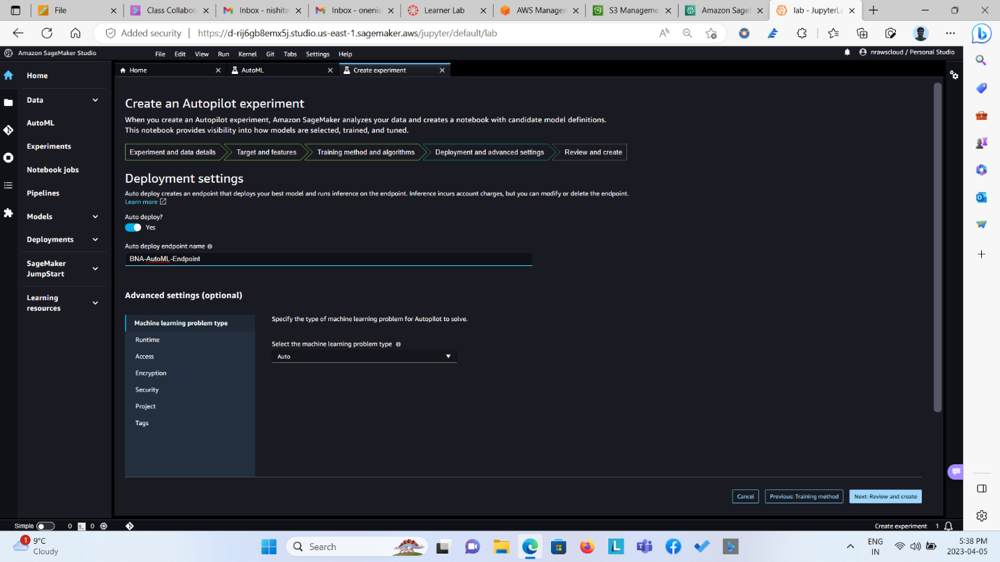 File
Class Collabora
Inbox - nishits
Inbox - onenis
Learner Lab
AWS Managem
S3 Manageme
Amazon SageM
lab - JupyterLa
Added security
https://d-rij6gb8emx5j.studio.us-east-1.sagemaker.aws/jupyter/default/lab
Amazon SageMaker Studio
File Edit View Run Kernel Git Tabs Settings Help
nrawscloud / Personal Studio
Home
Data
AutoML
Experiments
Notebook jobs
Pipelines
Models
Deployments
SageMaker
JumpStart
Learning
resources
Home
AutoML
Create experiment
Create an Autopilot experiment
When you create an Autopilot experiment, Amazon SageMaker analyzes your data and creates a notebook with candidate model definitions.
This notebook provides visibility into how models are selected, trained, and tuned.
Experiment and data details
Target and features
Training method and algorithms
Deployment and advanced settings
Review and create
Deployment settings
Auto deploy creates an endpoint that deploys your best model and runs inference on the endpoint. Inference incurs account charges, but you can modify or delete the endpoint.
Learn more
Auto deploy?
Yes
Auto deploy endpoint name
BNA-AutoML-Endpoint
Advanced settings (optional)
Machine learning problem type
Runtime
Access
Encryption
Security
Project
Tags
Specify the type of machine learning problem for Autopilot to solve.
Select the machine learning problem type
Auto
Cancel
Previous: Training method
Next: Review and create
Simple
0
0
Create experiment
1
1
9°C
Cloudy
Search
ENG
IN
5:38 PM
2023-04-05